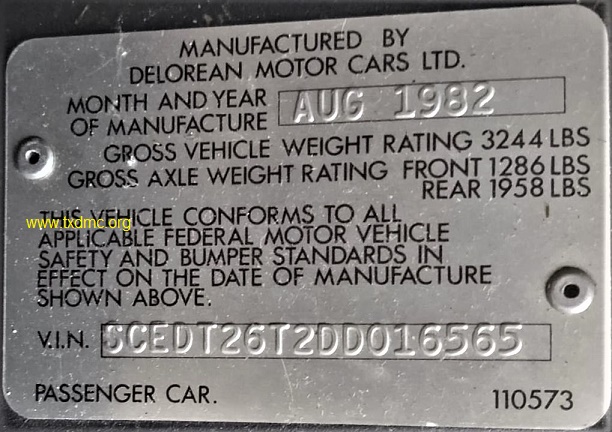 MANUFACTURED BY
DELOREAN MOTOR CARS LTD.
MONTH AND YEAR
OF MANUFACTURE AUG 1982
GROSS VEHICLE WEIGHT RATING 3244 LBS
GROSS AXLE WEIGHT RATING FRONT 1286 LBS
REAR 1958 LBS
THIS VEHICLE CONFORMS TO ALL
www.txdmc.org
APPLICABLE FEDERAL MOTOR VEHICLE
SAFETY AND BUMPER STANDARDS IN
EFFECT ON THE DATE OF MANUFACTURE
SHOWN ABOVE.
V.I.N. SCEDT26T2DD016565
PASSENGER CAR. 110573